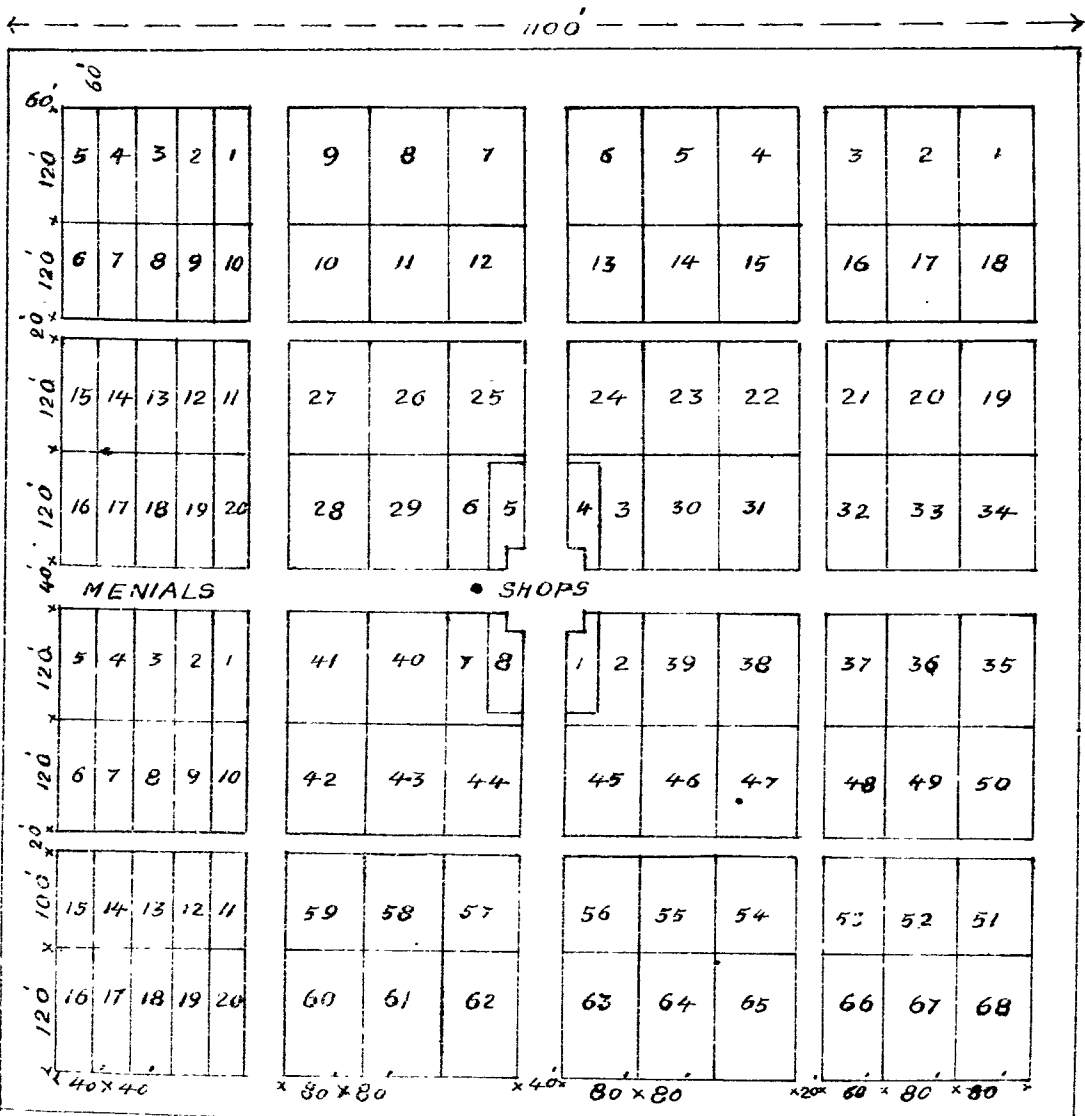 1100'
60'
60'
120' 5 4 3 2 1 9 8 7 6 5 4 3 2 1
120' 6 7 8 9 10 10 11 12 13 14 15 16 17 18
20'
120' 15 14 13 12 11 27 26 25 24 23 22 21 20 19
120' 16 17 18 19 20 28 29 6 5 4 3 30 31 32 33 34
40' MENIALS SHOPS
120' 5 4 3 2 1 41 40 7 8 1 2 39 38 37 36 35
120' 6 7 8 9 10 42 43 44 45 46 47 48 49 50
20'
100' 15 14 13 12 11 59 58 57 56 55 54 53 52 51
120' 16 17 18 19 20 60 61 62 63 64 65 66 67 68
40' x 40' x 80' x 80' x 40' x 80' x 80' x 20' x 60' x 80' x 80' x